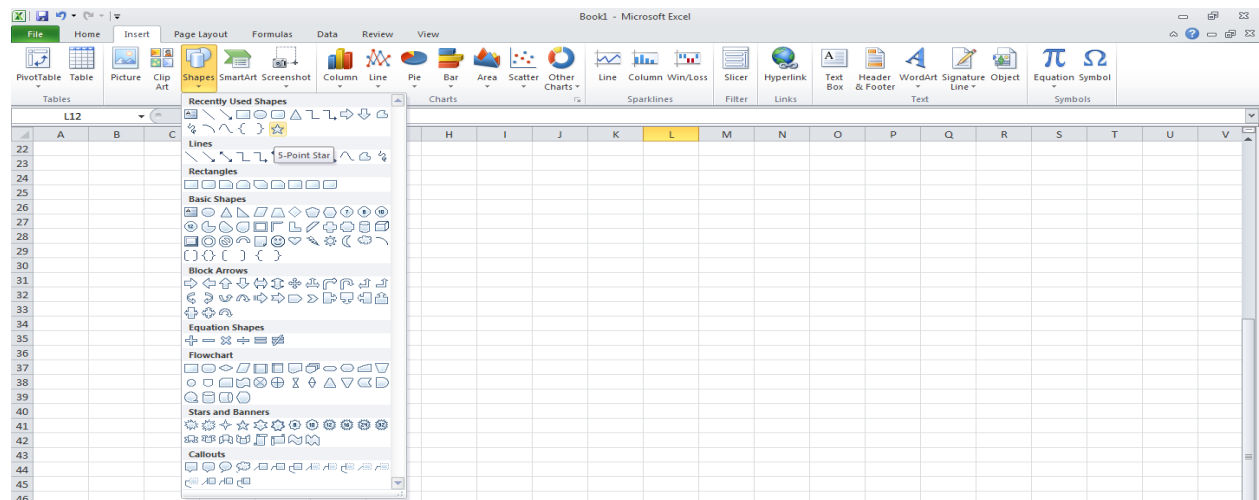 Book1 - Microsoft Excel
File Home Insert Page Layout Formulas Data Review View
PivotTable Table Picture Clip Art Shapes SmartArt Screenshot Column Line Pie Bar Area Scatter Other Charts Line Column Win/Loss Slicer Hyperlink Text Box Header & Footer WordArt Signature Line Object Equation Symbol
Tables Charts Sparklines Filter Links Text Symbols
L12
A B C H I J K L M N O P Q R S T U V
Recently Used Shapes
Lines
5-Point Star
Rectangles
Basic Shapes
Block Arrows
Equation Shapes
Flowchart
Stars and Banners
Callouts
22
23
24
25
26
27
28
29
30
31
32
33
34
35
36
37
38
39
40
41
42
43
44
45
46